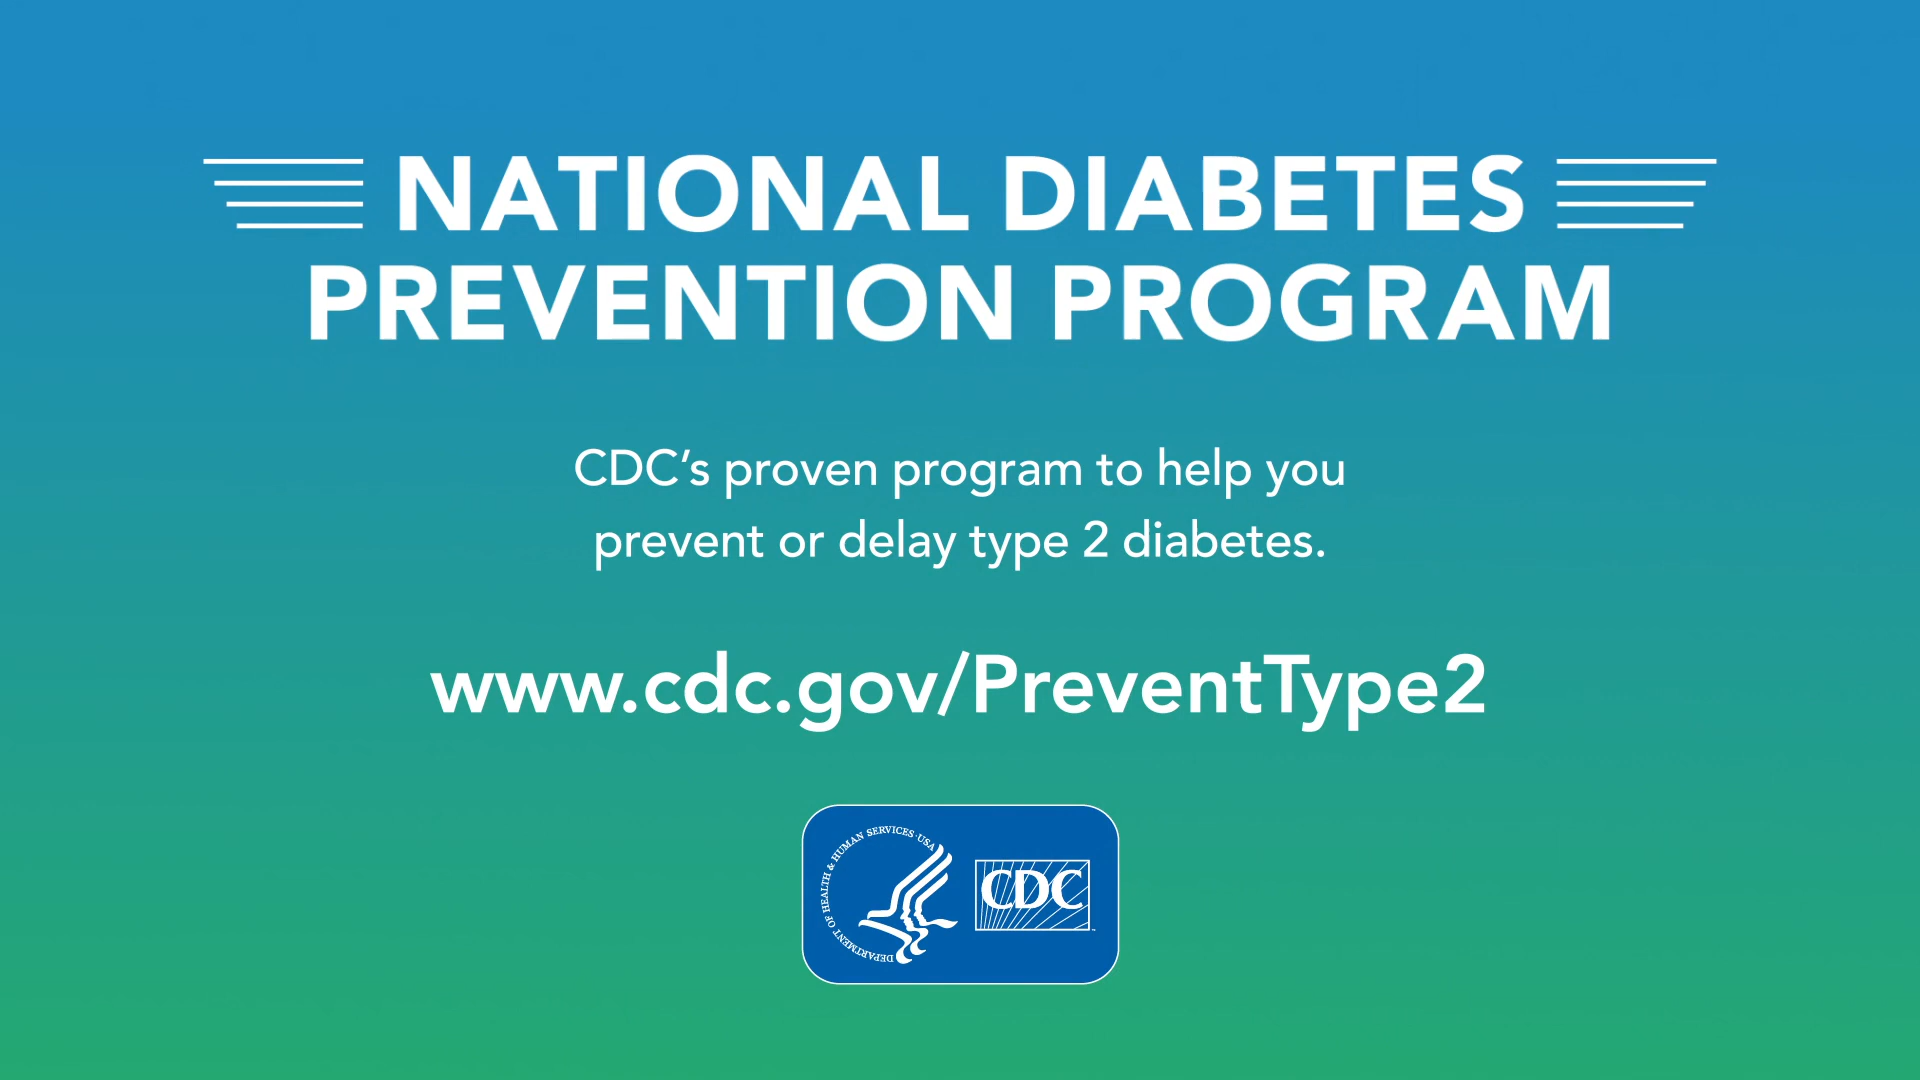 NATIONAL DIABETES
PREVENTION PROGRAM
CDC’s proven program to help you
prevent or delay type 2 diabetes.
www.cdc.gov/PreventType2
DEPARTMENT OF HEALTH & HUMAN SERVICES·USA
CDC